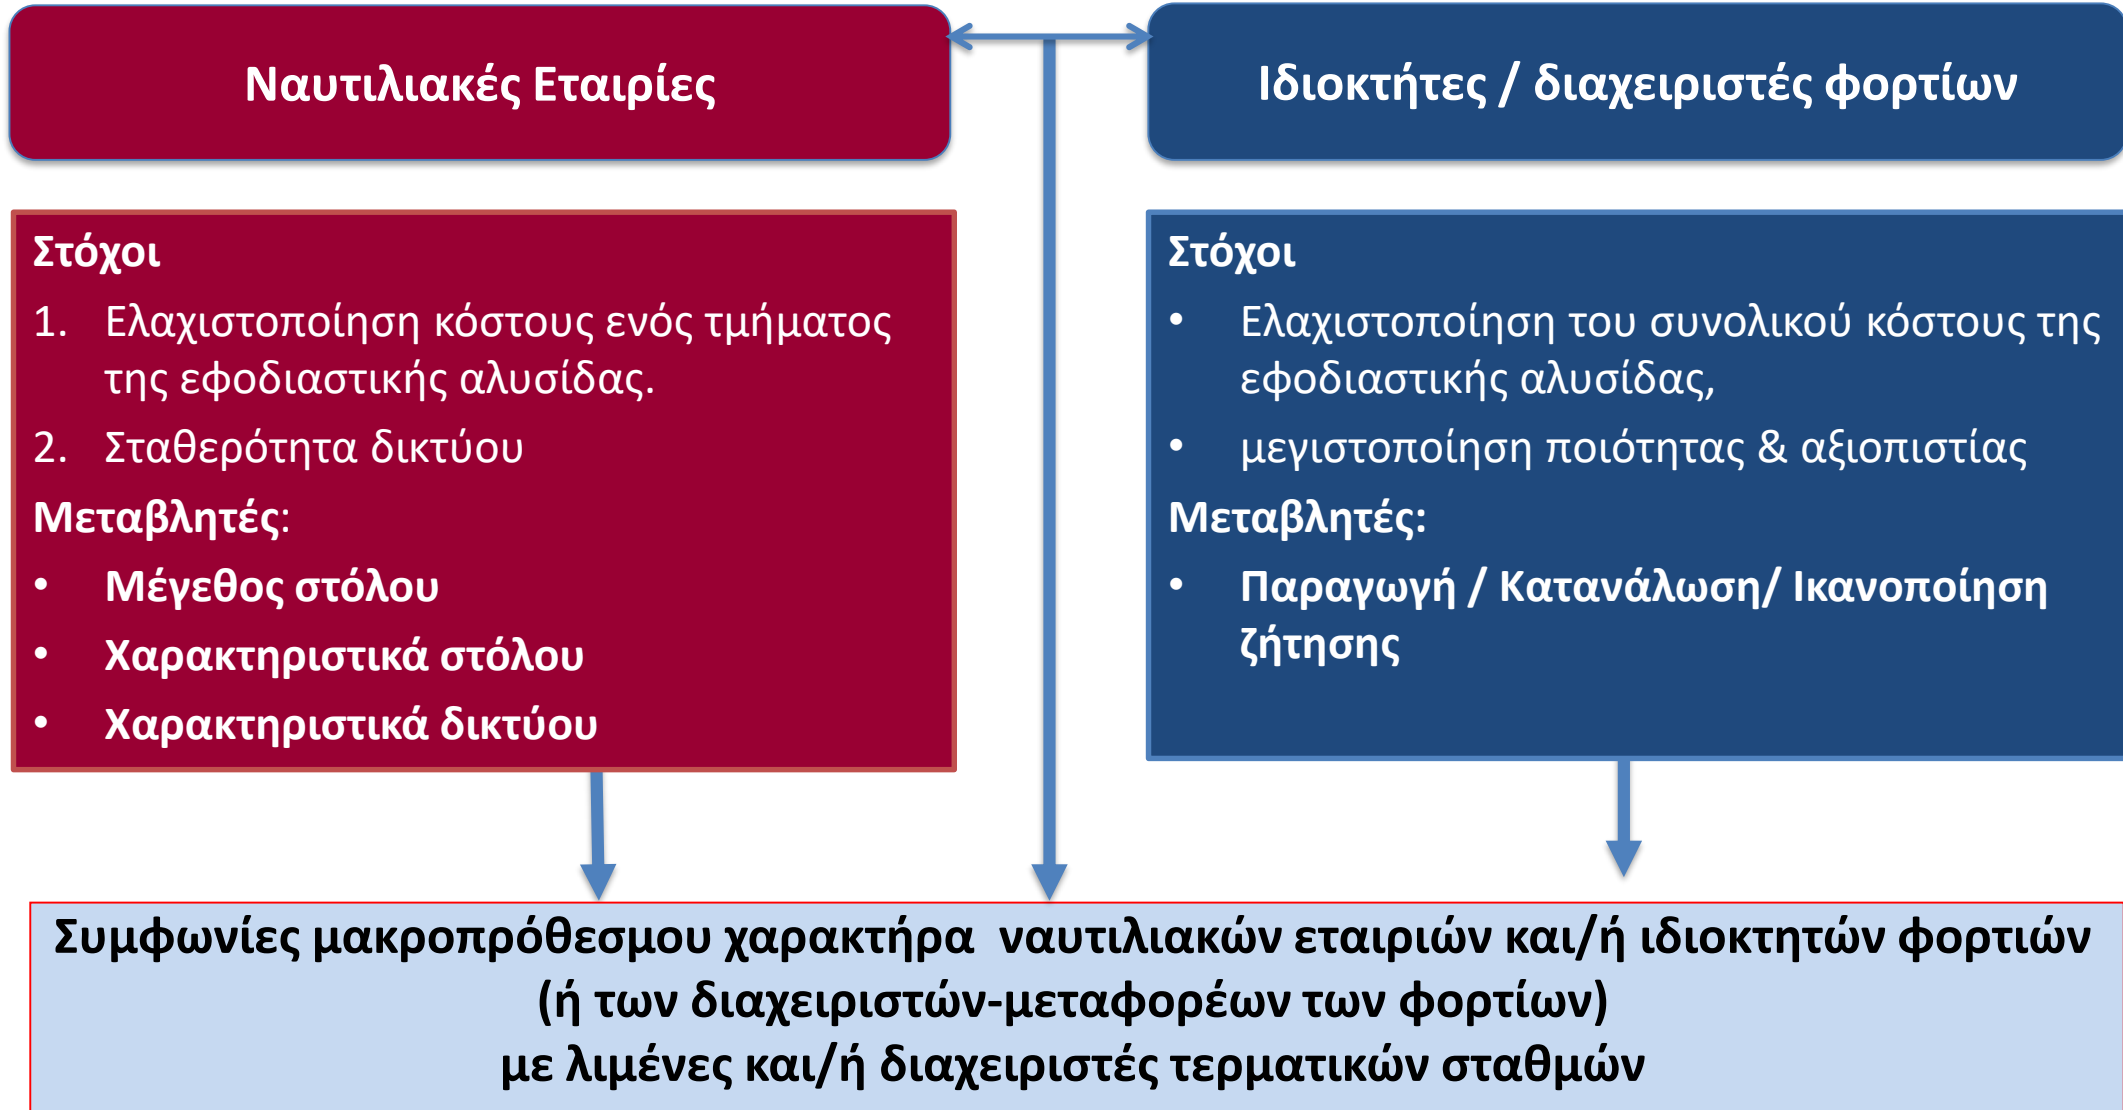 Ναυτιλιακές Εταιρίες
Ιδιοκτήτες / διαχειριστές φορτίων
Στόχοι
1. Ελαχιστοποίηση κόστους ενός τμήματος
της εφοδιαστικής αλυσίδας.
2. Σταθερότητα δικτύου
Μεταβλητές:
• Μέγεθος στόλου
• Χαρακτηριστικά στόλου
• Χαρακτηριστικά δικτύου
Στόχοι
• Ελαχιστοποίηση του συνολικού κόστους της
εφοδιαστικής αλυσίδας,
• μεγιστοποίηση ποιότητας & αξιοπιστίας
Μεταβλητές:
• Παραγωγή / Κατανάλωση/ Ικανοποίηση
ζήτησης
Συμφωνίες μακροπρόθεσμου χαρακτήρα ναυτιλιακών εταιριών και/ή ιδιοκτητών φορτιών
(ή των διαχειριστών-μεταφορέων των φορτίων)
με λιμένες και/ή διαχειριστές τερματικών σταθμών